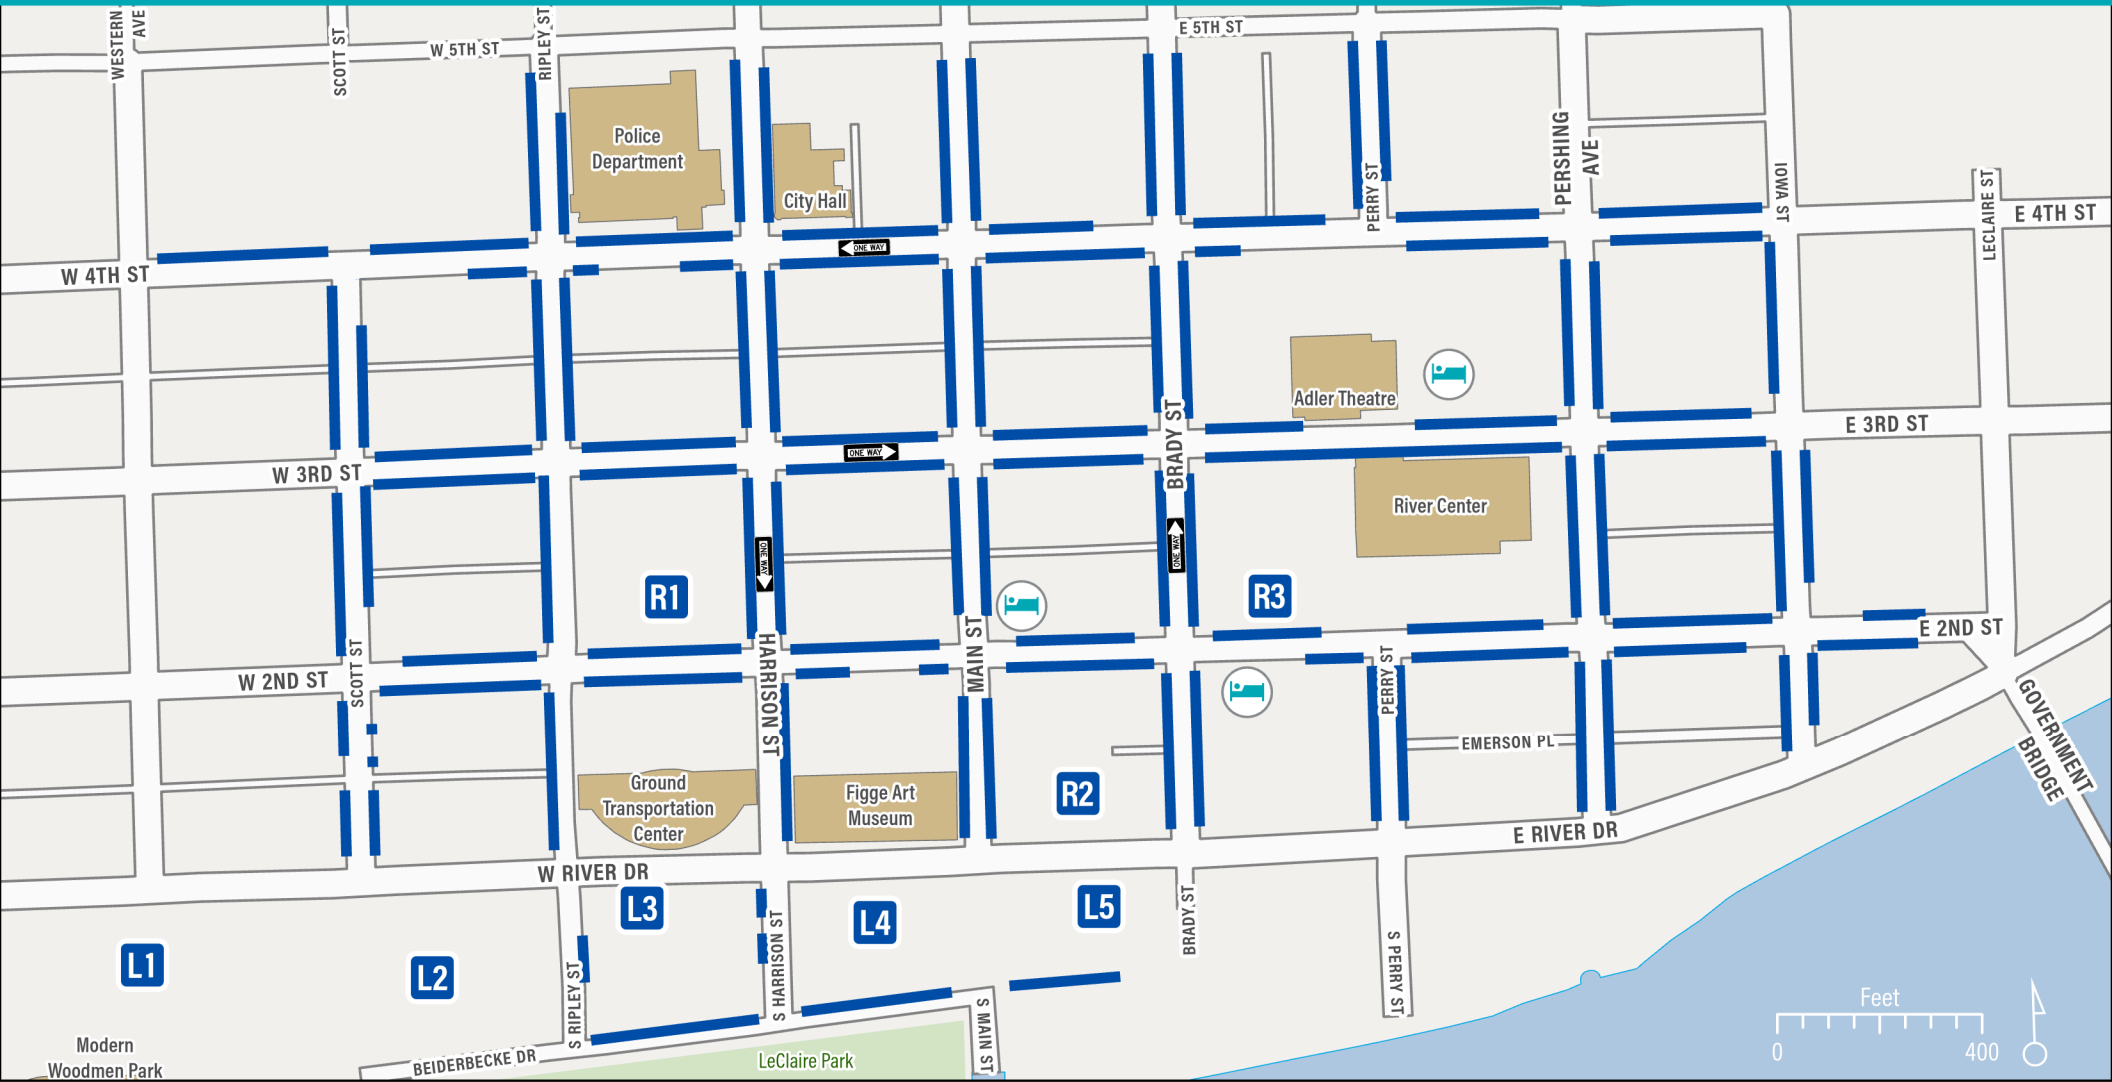 WESTERN
AVE
SCOTT ST
RIPLEY ST
W 5TH ST
E 5TH ST
Police
Department
City Hall
PERRY ST
PERSHING
AVE
IOWA ST
LECLAIRE ST
E 4TH ST
ONE WAY
W 4TH ST
Adler Theatre
BRADY ST
E 3RD ST
ONE WAY
W 3RD ST
River Center
ONE WAY
ONE WAY
R1
R3
HARRISON ST
MAIN ST
E 2ND ST
SCOTT ST
W 2ND ST
PERRY ST
GOVERNMENT
BRIDGE
EMERSON PL
Ground
Transportation
Center
Figge Art
Museum
R2
E RIVER DR
W RIVER DR
L3
L4
L5
BRADY ST
L1
L2
S RIPLEY ST
S HARRISON ST
S PERRY ST
S MAIN ST
Feet
0
400
Modern
Woodmen Park
BEIDERBECKE DR
LeClaire Park